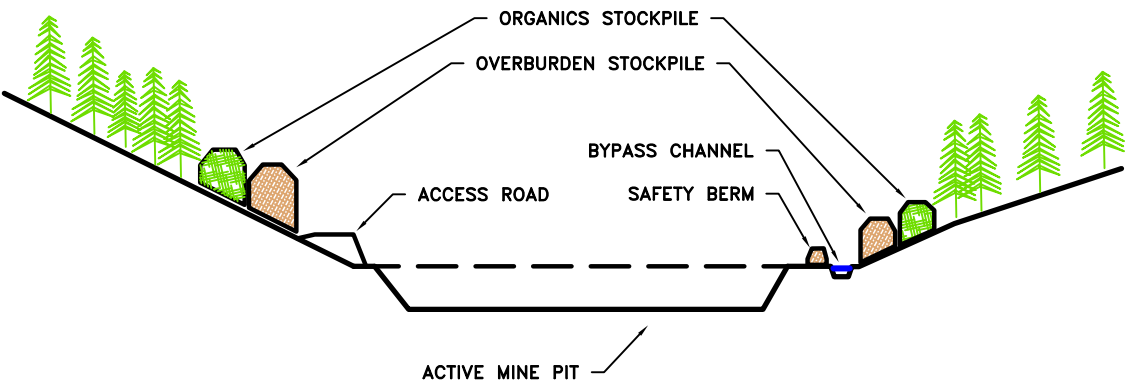 ORGANICS STOCKPILE
OVERBURDEN STOCKPILE
BYPASS CHANNEL
ACCESS ROAD
SAFETY BERM
ACTIVE MINE PIT